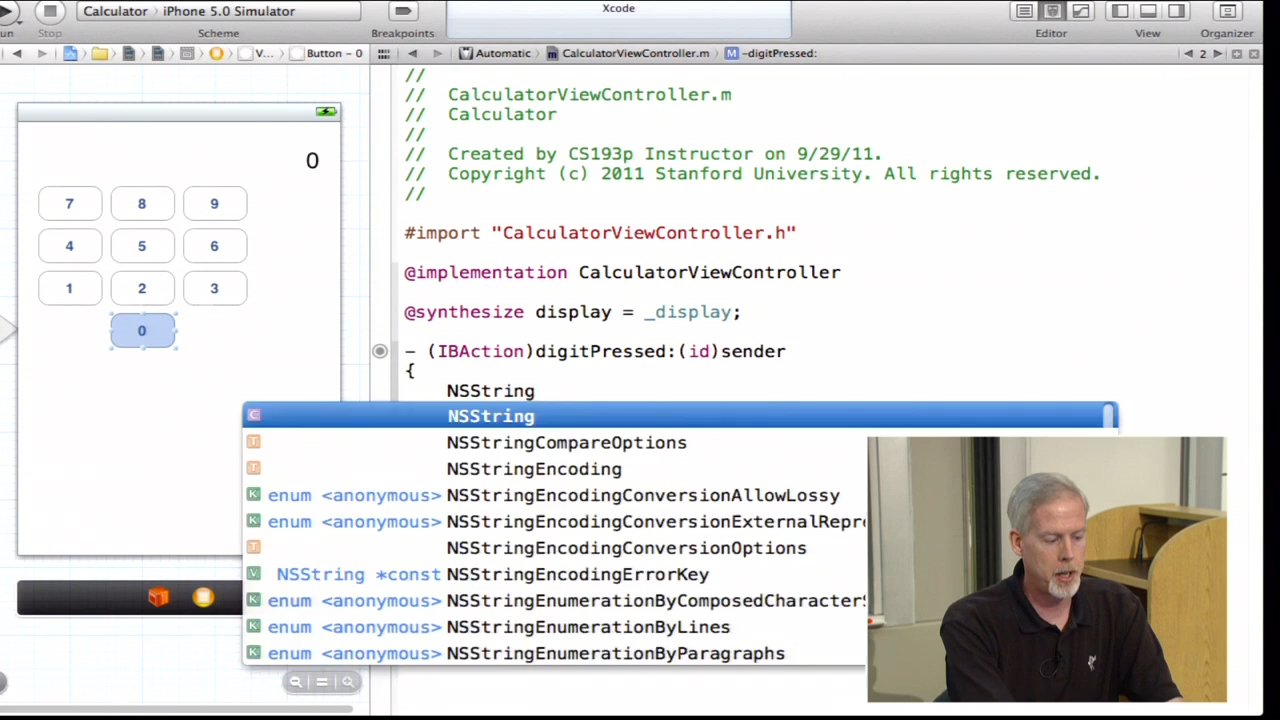 Calculator › iPhone 5.0 Simulator
Xcode
Stop
Scheme
Breakpoints
Editor
View
Organizer
V...
Button - 0
Automatic
CalculatorViewController.m
M
-digitPressed:
2
0
7 8 9
4 5 6
1 2 3
0
//
// CalculatorViewController.m
// Calculator
//
// Created by CS193p Instructor on 9/29/11.
// Copyright (c) 2011 Stanford University. All rights reserved.
//
#import "CalculatorViewController.h"
@implementation CalculatorViewController
@synthesize display = _display;
- (IBAction)digitPressed:(id)sender
{
NSString
C NSString
T NSStringCompareOptions
T NSStringEncoding
K enum <anonymous> NSStringEncodingConversionAllowLossy
K enum <anonymous> NSStringEncodingConversionExternalRepre
T NSStringEncodingConversionOptions
V NSString *const NSStringEncodingErrorKey
K enum <anonymous> NSStringEnumerationByComposedCharacterS
K enum <anonymous> NSStringEnumerationByLines
K enum <anonymous> NSStringEnumerationByParagraphs